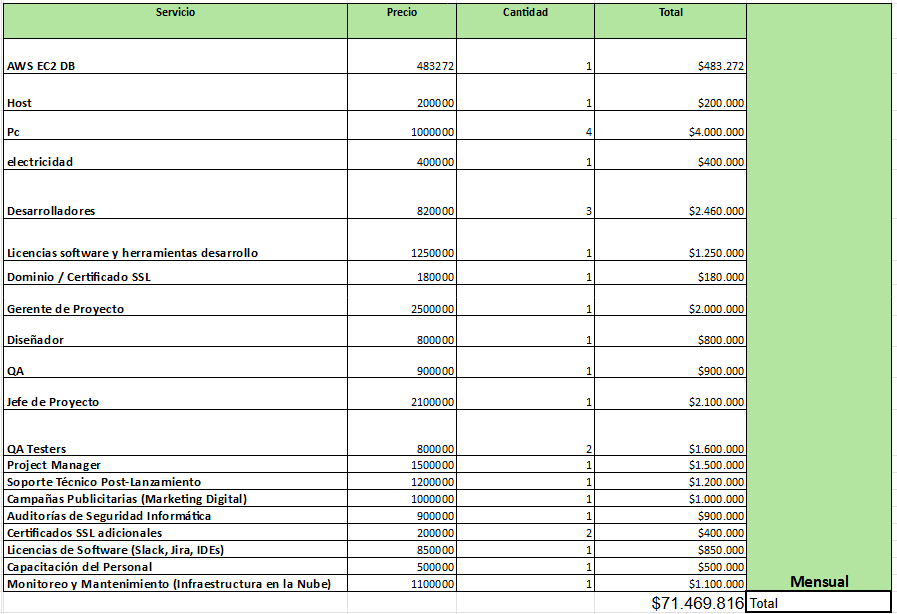 Servicio Precio Cantidad Total
AWS EC2 DB 483272 1 $483.272
Host 200000 1 $200.000
Pc 1000000 4 $4.000.000
electricidad 400000 1 $400.000
Desarrolladores 820000 3 $2.460.000
Licencias software y herramientas desarrollo 1250000 1 $1.250.000
Dominio / Certificado SSL 180000 1 $180.000
Gerente de Proyecto 2500000 1 $2.000.000
Diseñador 800000 1 $800.000
QA 900000 1 $900.000
Jefe de Proyecto 2100000 1 $2.100.000
QA Testers 800000 2 $1.600.000
Project Manager 1500000 1 $1.500.000
Soporte Técnico Post-Lanzamiento 1200000 1 $1.200.000
Campañas Publicitarias (Marketing Digital) 1000000 1 $1.000.000
Auditorías de Seguridad Informática 900000 1 $900.000
Certificados SSL adicionales 200000 2 $400.000
Licencias de Software (Slack, Jira, IDEs) 850000 1 $850.000
Capacitación del Personal 500000 1 $500.000
Monitoreo y Mantenimiento (Infraestructura en la Nube) 1100000 1 $1.100.000 Mensual
$71.469.816 Total